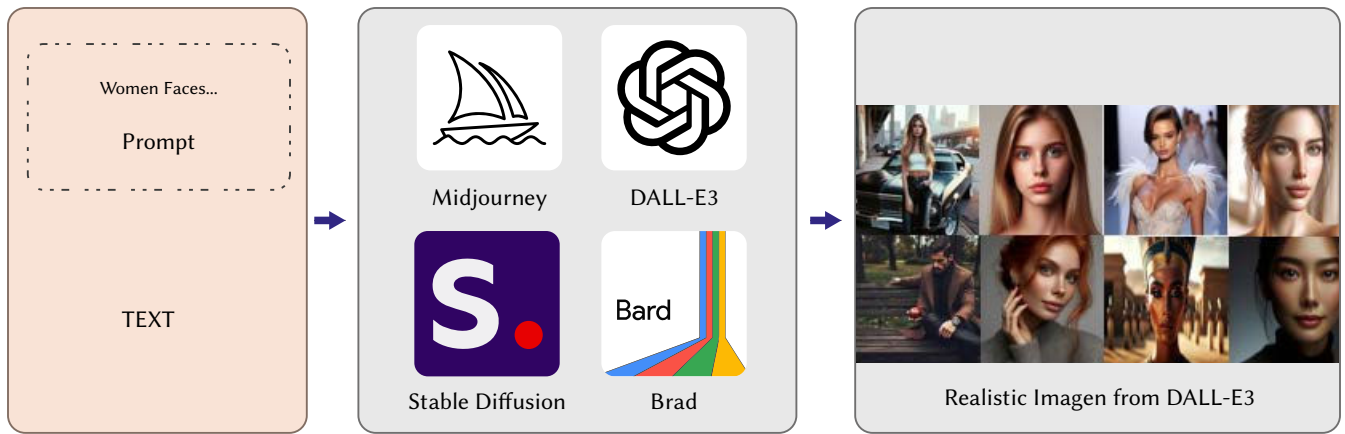 Women Faces...
Prompt
TEXT
Midjourney
DALL-E3
S.
Bard
Stable Diffusion
Brad
Realistic Imagen from DALL-E3